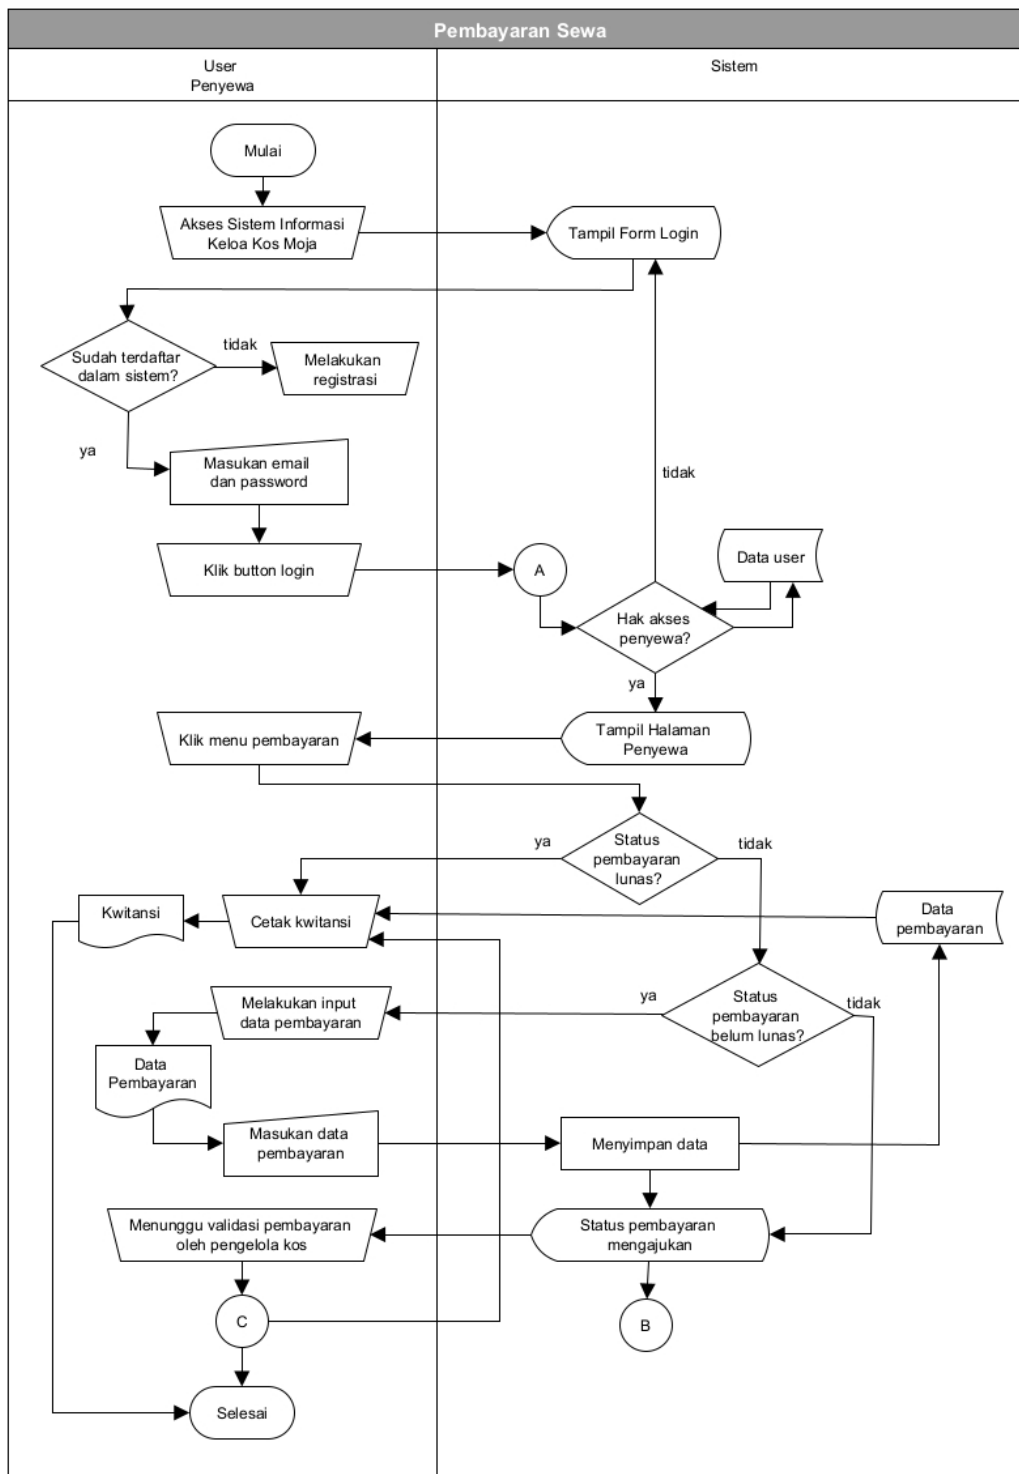 Pembayaran Sewa
User
Penyewa
Sistem
Mulai
Akses Sistem Informasi
Keloa Kos Moja
Tampil Form Login
Sudah terdaftar
dalam sistem?
tidak
Melakukan
registrasi
ya
Masukan email
dan password
tidak
Klik button login
A
Data user
Hak akses
penyewa?
ya
Klik menu pembayaran
Tampil Halaman
Penyewa
ya
Status
pembayaran
lunas?
tidak
Kwitansi
Cetak kwitansi
Data
pembayaran
Melakukan input
data pembayaran
ya
Status
pembayaran
belum lunas?
tidak
Data
Pembayaran
Masukan data
pembayaran
Menyimpan data
Menunggu validasi pembayaran
oleh pengelola kos
Status pembayaran
mengajukan
C
B
Selesai